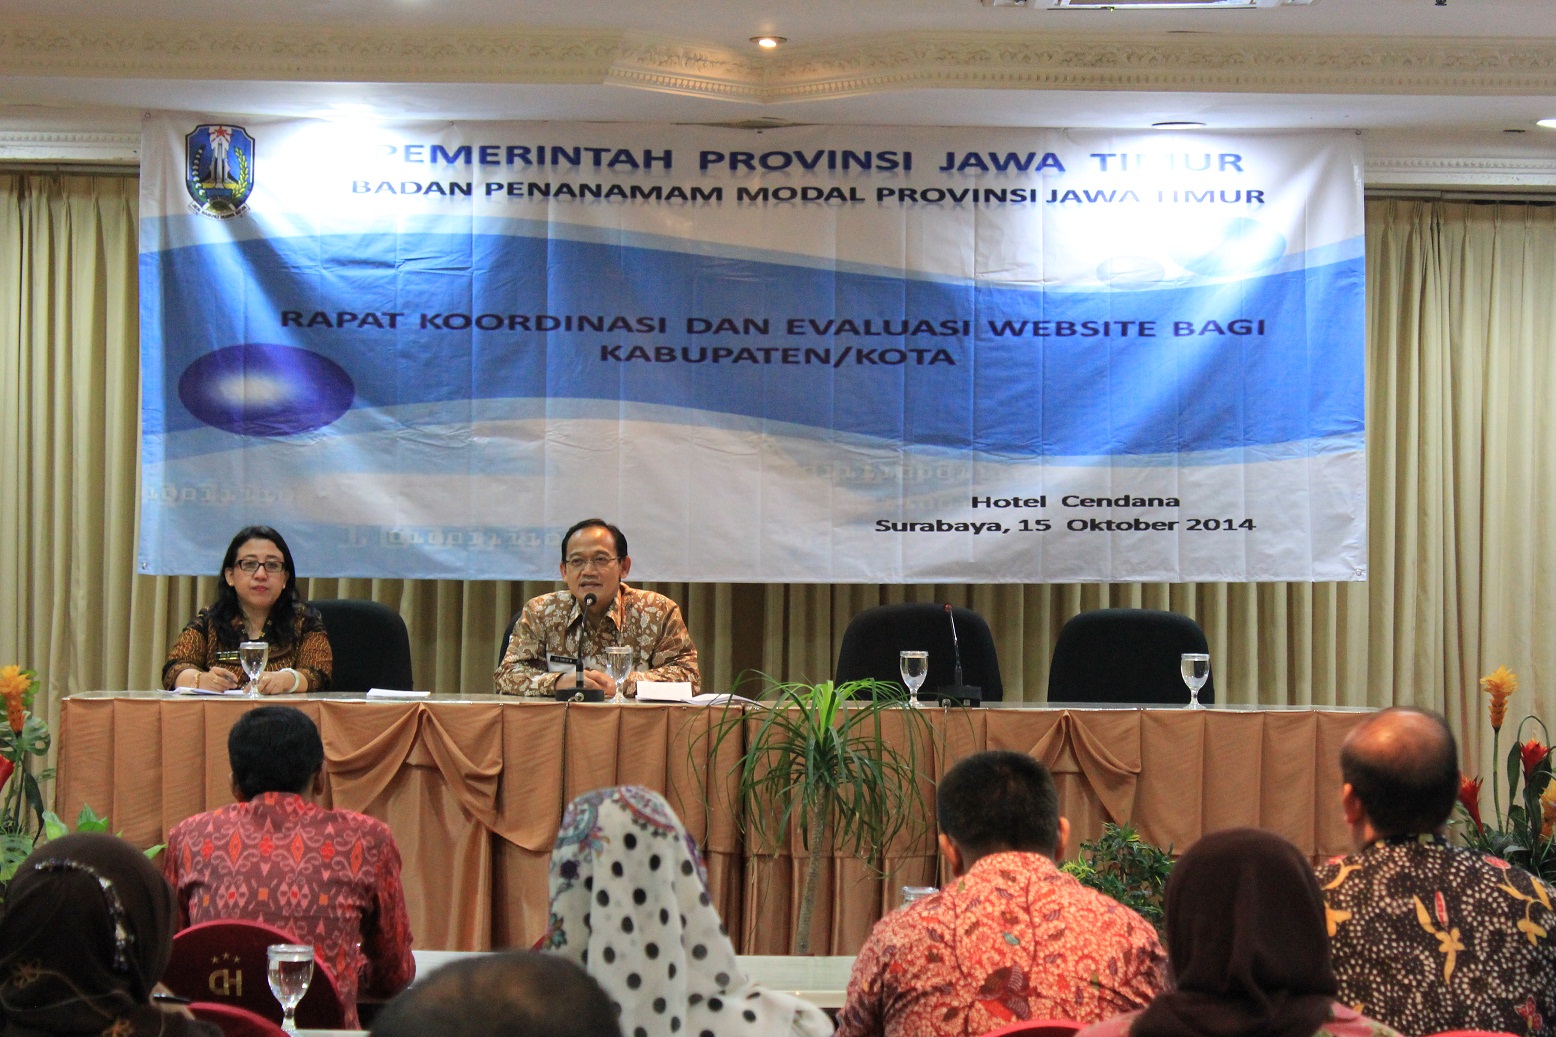 PEMERINTAH PROVINSI JAWA TIMUR
BADAN PENANAMAM MODAL PROVINSI JAWA TIMUR
RAPAT KOORDINASI DAN EVALUASI WEBSITE BAGI
KABUPATEN/KOTA
Hotel Cendana
Surabaya, 15 Oktober 2014
HD